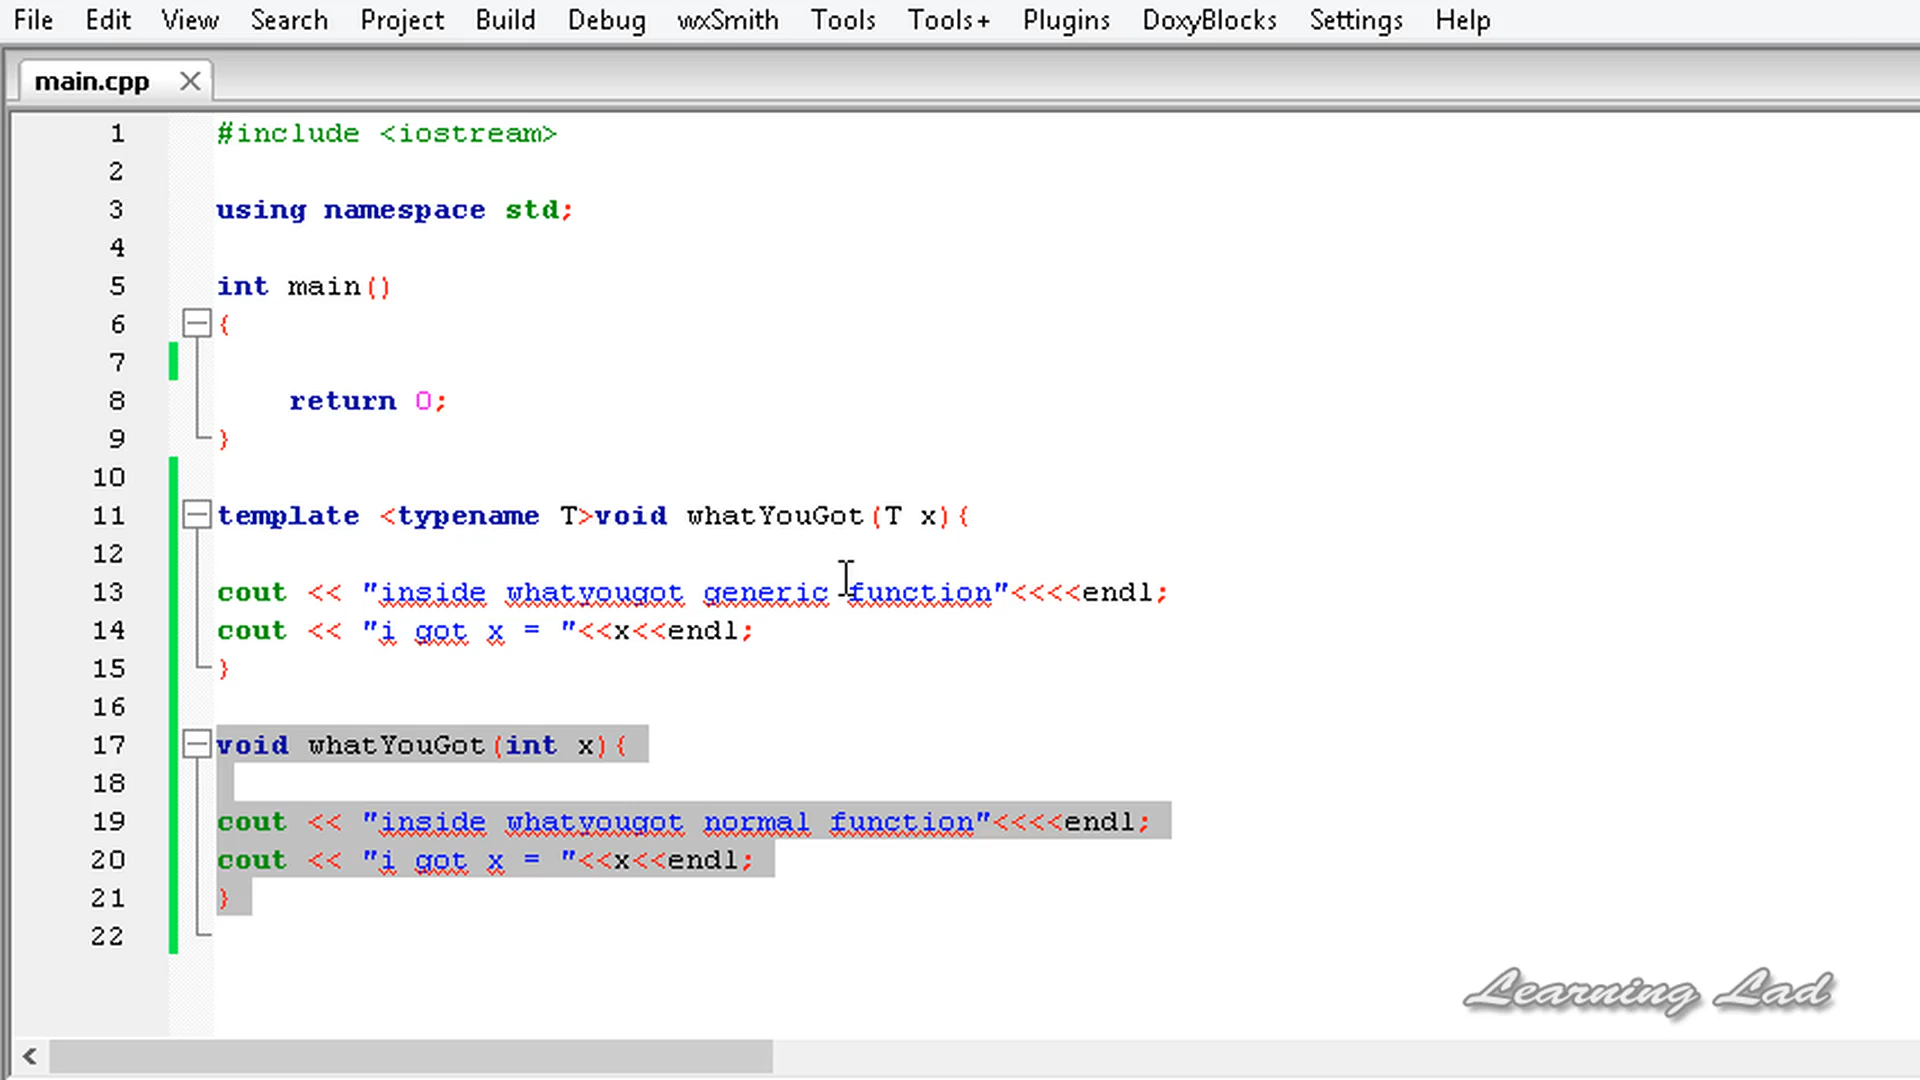 File Edit View Search Project Build Debug wxSmith Tools Tools+ Plugins DoxyBlocks Settings Help
main.cpp
1 #include <iostream>
2
3 using namespace std;
4
5 int main()
6 {
7
8 return 0;
9 }
10
11 template <typename T>void whatYouGot(T x){
12
13 cout << "inside whatyougot generic function"<<<<endl;
14 cout << "i got x = "<<x<<endl;
15 }
16
17 void whatYouGot(int x){
18
19 cout << "inside whatyougot normal function"<<<<endl;
20 cout << "i got x = "<<x<<endl;
21 }
22
Learning Lad